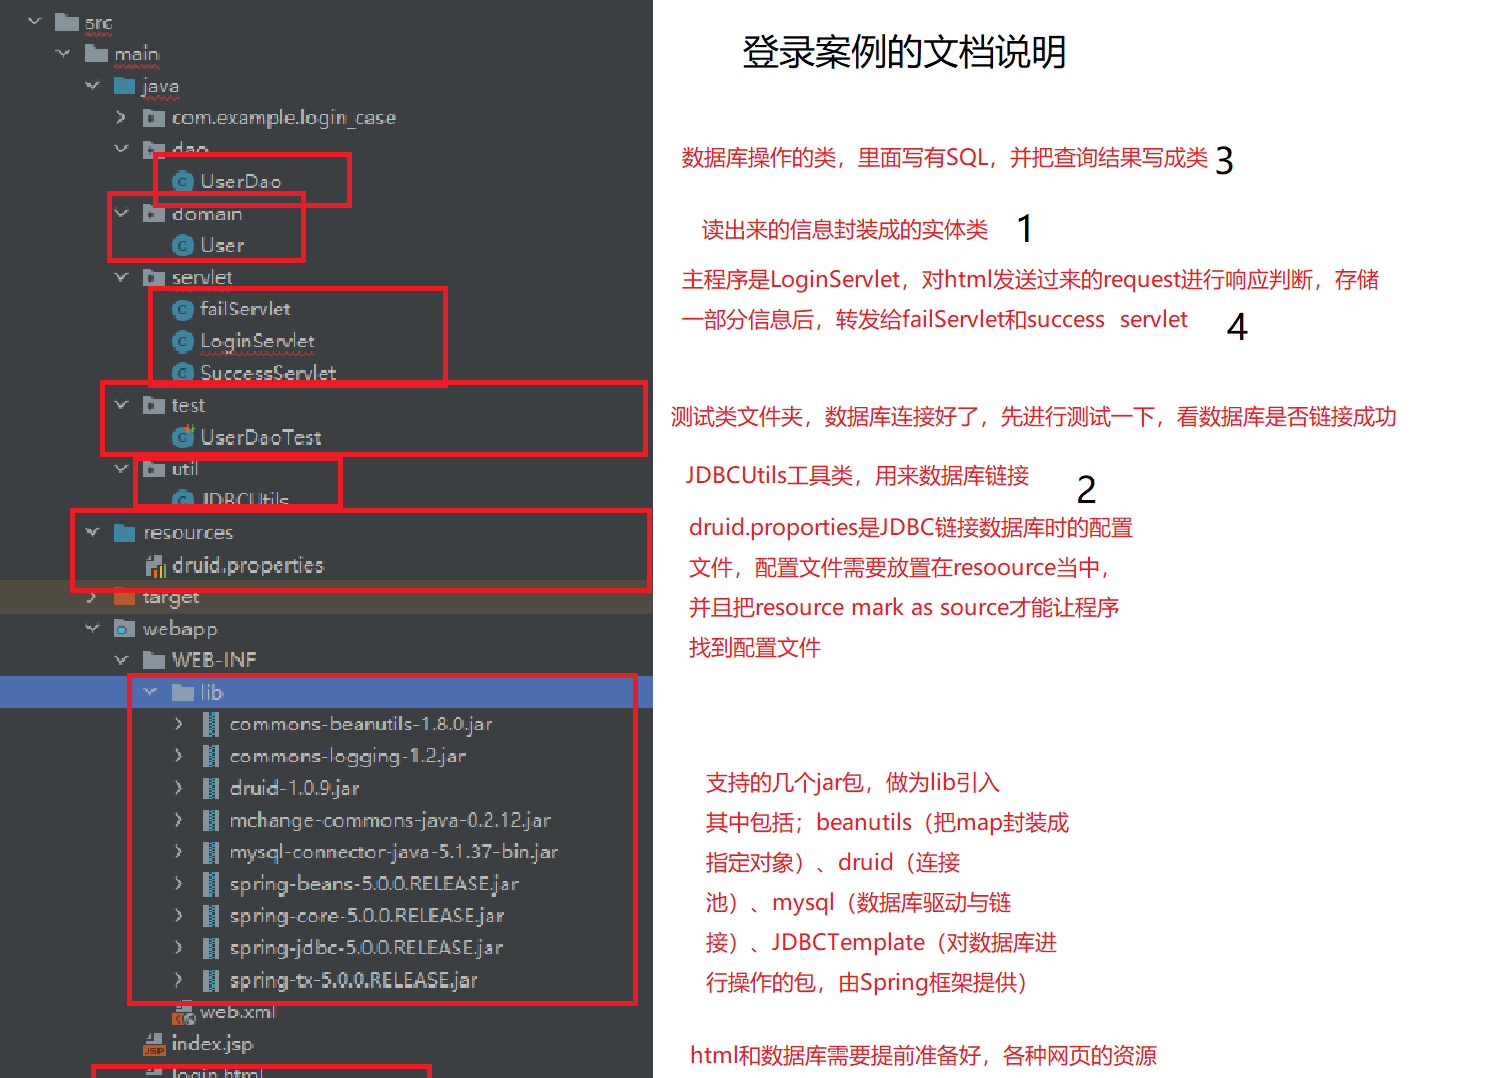 src
main
java
com.example.login_case
dao
UserDao
domain
User
servlet
failServlet
LoginServlet
SuccessServlet
test
UserDaoTest
util
JDBCUtils
resources
druid.properties
target
webapp
WEB-INF
lib
commons-beanutils-1.8.0.jar
commons-logging-1.2.jar
druid-1.0.9.jar
mchange-commons-java-0.2.12.jar
mysql-connector-java-5.1.37-bin.jar
spring-beans-5.0.0.RELEASE.jar
spring-core-5.0.0.RELEASE.jar
spring-jdbc-5.0.0.RELEASE.jar
spring-tx-5.0.0.RELEASE.jar
web.xml
index.jsp
login.html
登录案例的文档说明
数据库操作的类，里面写有SQL，并把查询结果写成类 3
读出来的信息封装成的实体类 1
主程序是LoginServlet，对html发送过来的request进行响应判断，存储
一部分信息后，转发给failServlet和success servlet 4
测试类文件夹，数据库连接好了，先进行测试一下，看数据库是否链接成功
JDBCUtils工具类，用来数据库链接 2
druid.proporties是JDBC链接数据库时的配置
文件，配置文件需要放置在resoource当中，
并且把resource mark as source才能让程序
找到配置文件
支持的几个jar包，做为lib引入
其中包括；beanutils（把map封装成
指定对象）、druid（连接
池）、mysql（数据库驱动与链
接）、JDBCTemplate（对数据库进
行操作的包，由Spring框架提供）
html和数据库需要提前准备好，各种网页的资源